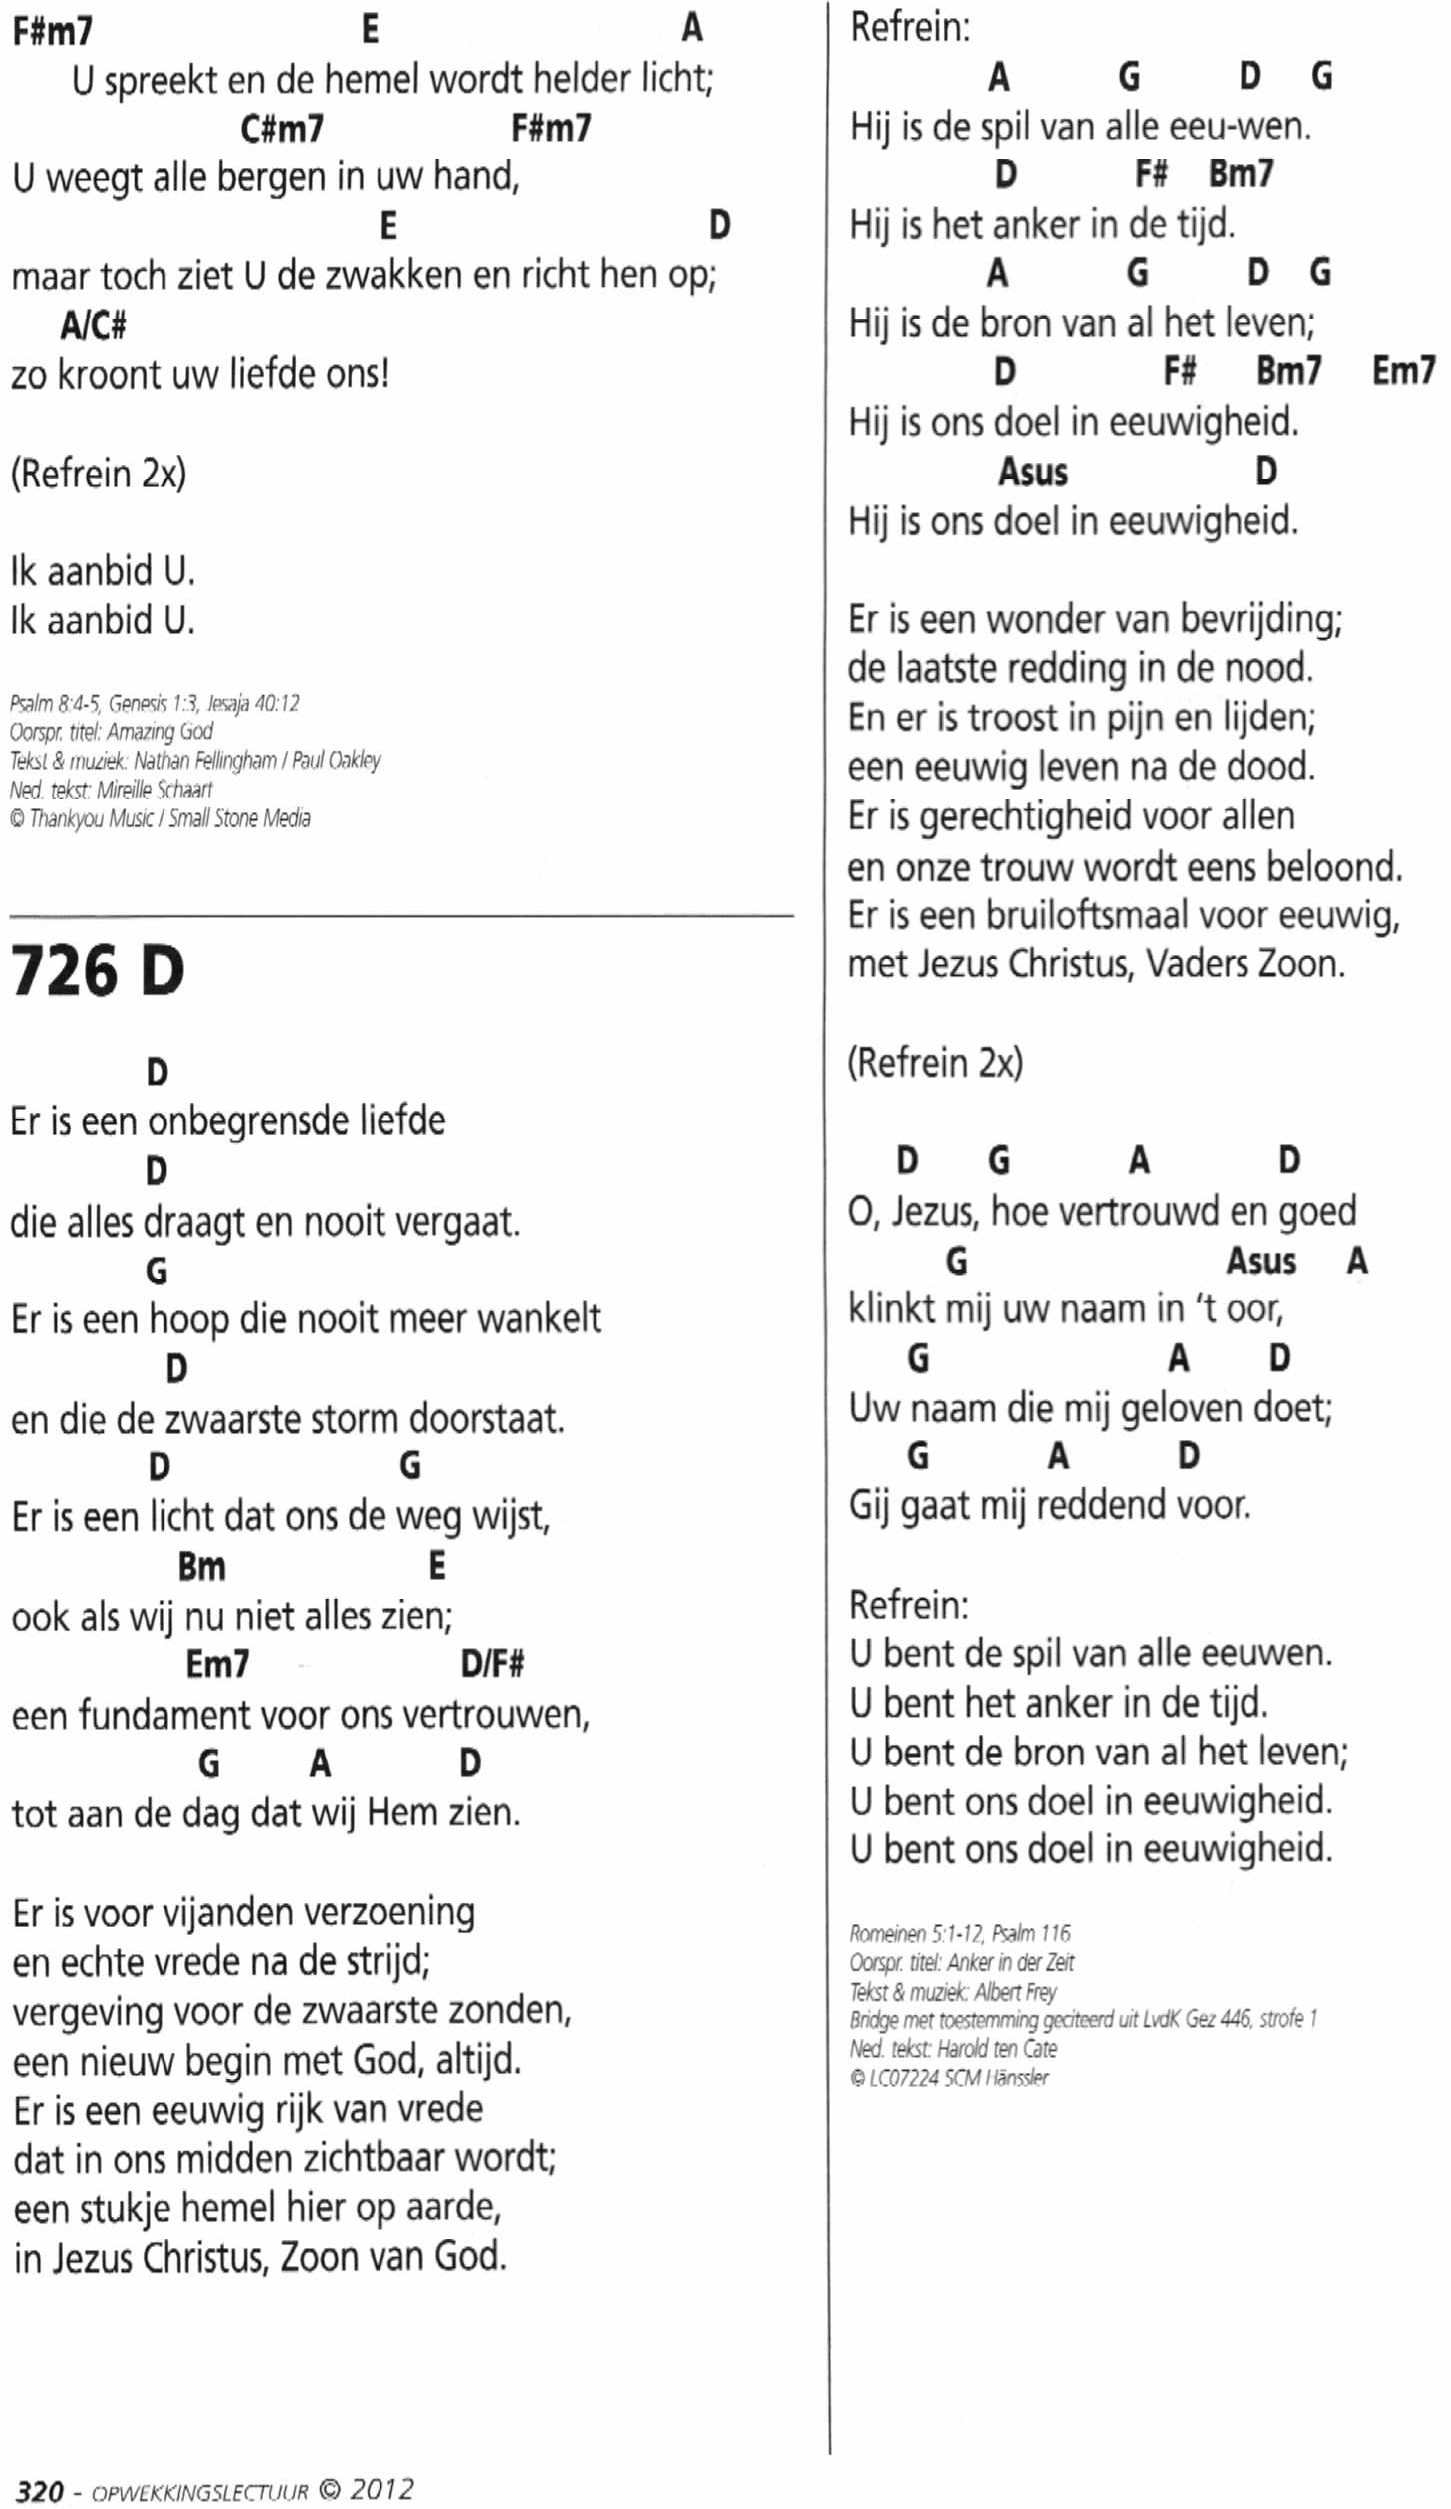 F#m7 E A
U spreekt en de hemel wordt helder licht;
C#m7 F#m7
U weegt alle bergen in uw hand,
E D
maar toch ziet U de zwakken en richt hen op;
A/C#
zo kroont uw liefde ons!
(Refrein 2x)
Ik aanbid U.
Ik aanbid U.
Psalm 8:4-5, Genesis 1:3, Jesaja 40:12
Oorspr. titel: Amazing God
Tekst & muziek: Nathan Fellingham / Paul Oakley
Ned. tekst: Mireille Schaart
© Thankyou Music / Small Stone Media
726 D
D
Er is een onbegrensde liefde
D
die alles draagt en nooit vergaat.
G
Er is een hoop die nooit meer wankelt
D
en die de zwaarste storm doorstaat.
D G
Er is een licht dat ons de weg wijst,
Bm E
ook als wij nu niet alles zien;
Em7 D/F#
een fundament voor ons vertrouwen,
G A D
tot aan de dag dat wij Hem zien.
Er is voor vijanden verzoening
en echte vrede na de strijd;
vergeving voor de zwaarste zonden,
een nieuw begin met God, altijd.
Er is een eeuwig rijk van vrede
dat in ons midden zichtbaar wordt;
een stukje hemel hier op aarde,
in Jezus Christus, Zoon van God.
Refrein:
A G D G
Hij is de spil van alle eeu-wen.
D F# Bm7
Hij is het anker in de tijd.
A G D G
Hij is de bron van al het leven;
D F# Bm7 Em7
Hij is ons doel in eeuwigheid.
Asus D
Hij is ons doel in eeuwigheid.
Er is een wonder van bevrijding;
de laatste redding in de nood.
En er is troost in pijn en lijden;
een eeuwig leven na de dood.
Er is gerechtigheid voor allen
en onze trouw wordt eens beloond.
Er is een bruiloftsmaal voor eeuwig,
met Jezus Christus, Vaders Zoon.
(Refrein 2x)
D G A D
O, Jezus, hoe vertrouwd en goed
G Asus A
klinkt mij uw naam in ‘t oor,
G A D
Uw naam die mij geloven doet;
G A D
Gij gaat mij reddend voor.
Refrein:
U bent de spil van alle eeuwen.
U bent het anker in de tijd.
U bent de bron van al het leven;
U bent ons doel in eeuwigheid.
U bent ons doel in eeuwigheid.
Romeinen 5:1-12, Psalm 116
Oorspr. titel: Anker in der Zeit
Tekst & muziek: Albert Frey
Bridge met toestemming geciteerd uit LvdK Gez 446, strofe 1
Ned. tekst: Harold ten Cate
© LC07224 SCM Hänssler
320 - OPWEKKINGSLECTUUR © 2012